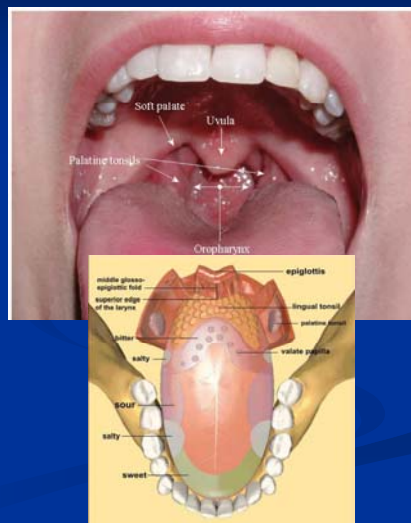 Soft palate
Uvula
Palatine tonsils
Oropharynx
epiglottis
middle glosso-
epiglottic fold
superior edge
of the larynx
lingual tonsil
palatine tonsil
bitter
salty
valate papilla
sour
salty
sweet